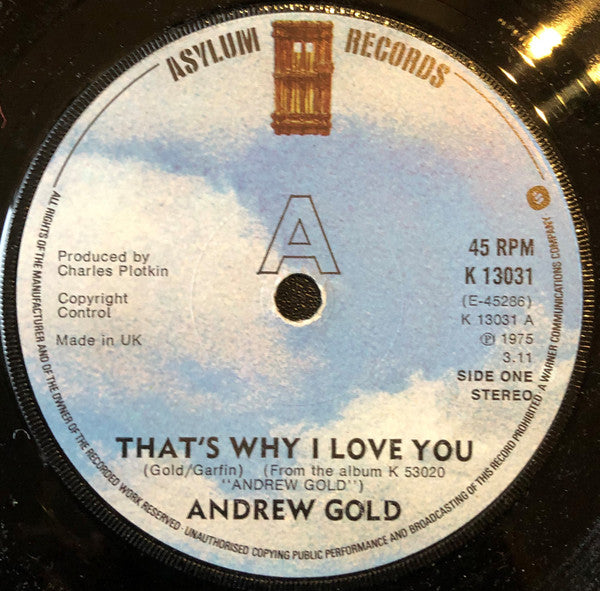 ASYLUM RECORDS
A
Produced by
Charles Plotkin
Copyright
Control
Made in UK
45 RPM
K 13031
(E-45286)
K 13031 A
Ⓟ 1975
3.11
SIDE ONE
STEREO
THAT'S WHY I LOVE YOU
(Gold/Garfin) (From the album K 53020
''ANDREW GOLD'')
ANDREW GOLD
ALL RIGHTS OF THE MANUFACTURER AND OF THE OWNER OF THE RECORDED WORK RESERVED · UNAUTHORISED COPYING PUBLIC PERFORMANCE AND BROADCASTING OF THIS RECORD PROHIBITED · A WARNER COMMUNICATIONS COMPANY